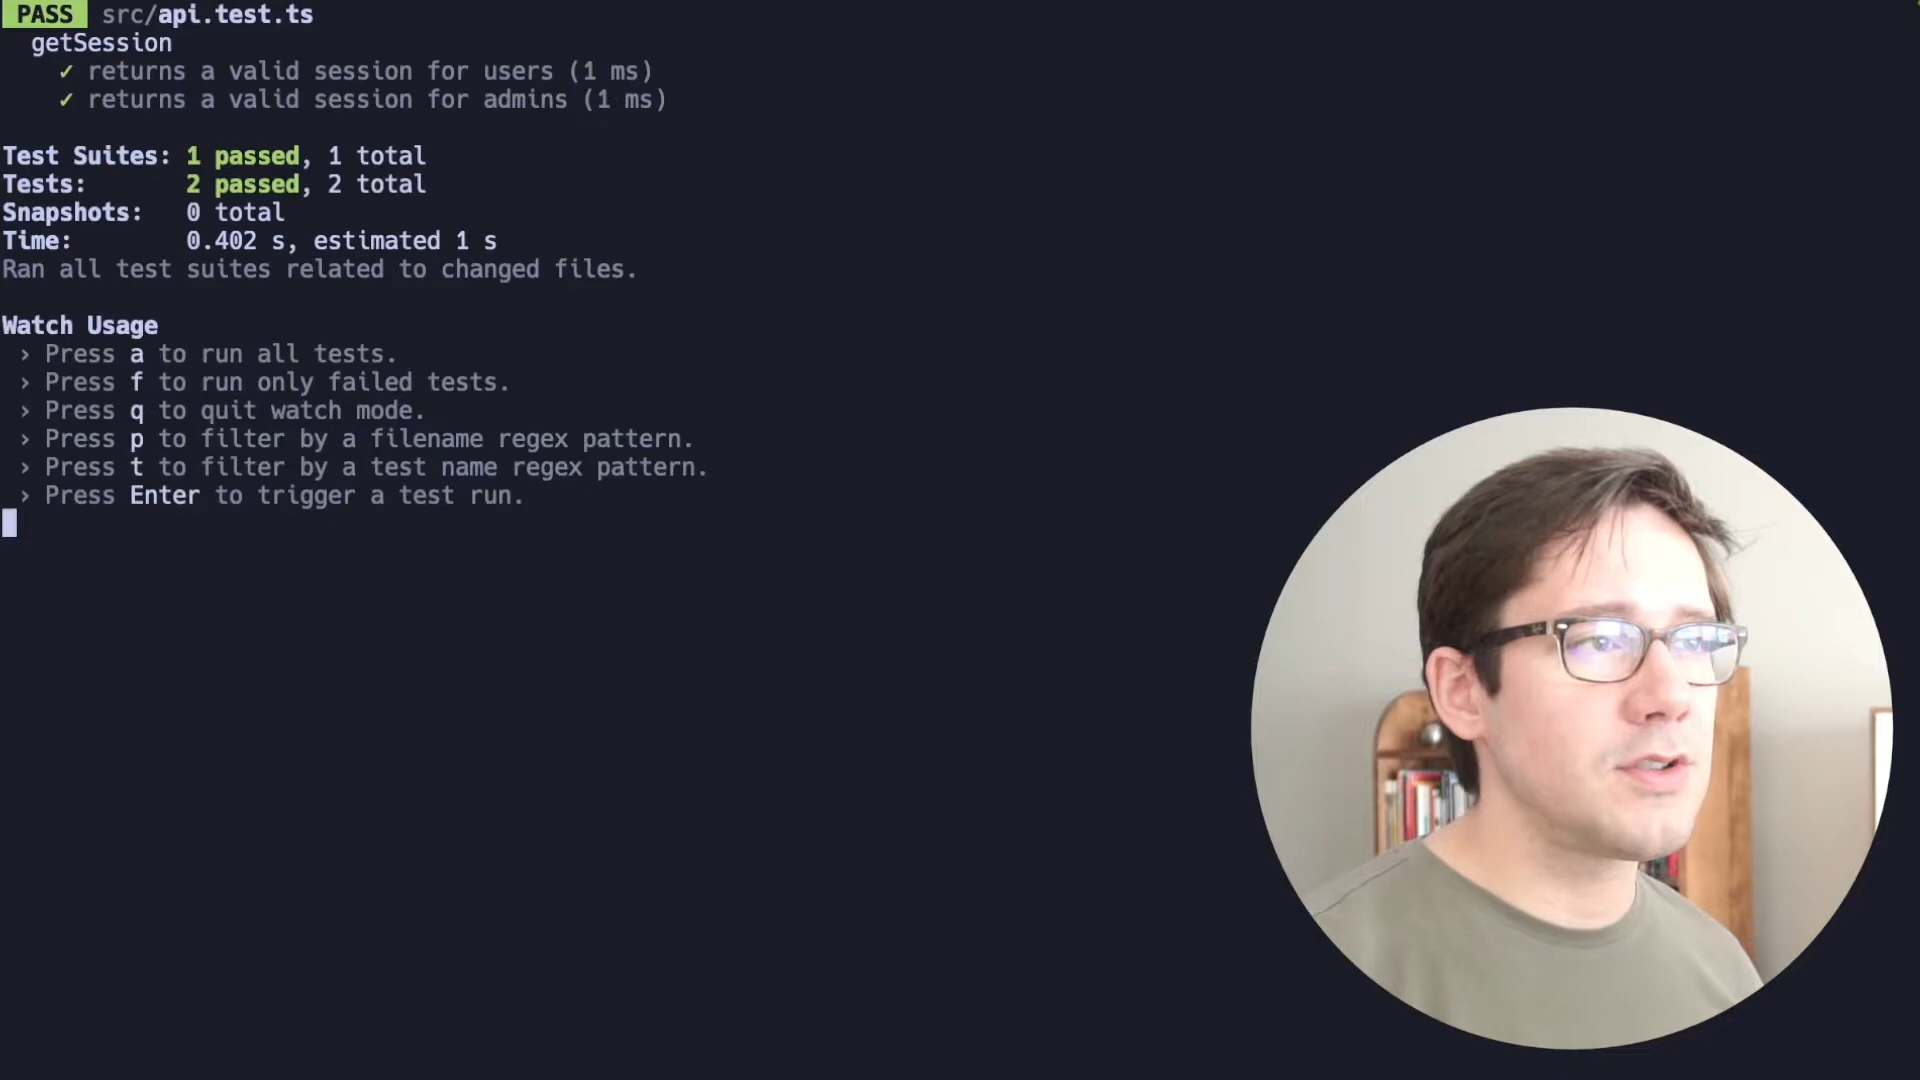 PASS src/api.test.ts
getSession
✓ returns a valid session for users (1 ms)
✓ returns a valid session for admins (1 ms)
Test Suites: 1 passed, 1 total
Tests: 2 passed, 2 total
Snapshots: 0 total
Time: 0.402 s, estimated 1 s
Ran all test suites related to changed files.
Watch Usage
› Press a to run all tests.
› Press f to run only failed tests.
› Press q to quit watch mode.
› Press p to filter by a filename regex pattern.
› Press t to filter by a test name regex pattern.
› Press Enter to trigger a test run.